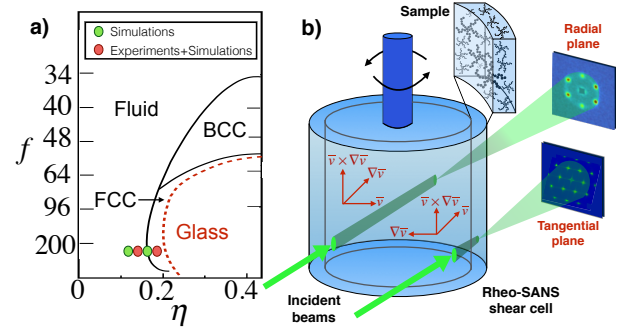 a)
Simulations
Experiments+Simulations
34
40
48
64
96
200
f
Fluid
BCC
FCC
Glass
0
0.2
0.4
η
b)
Sample
Radial
plane
v̅ × ∇v̅
∇v̅
v̅
v̅ × ∇v̅
v̅
∇v̅
Tangential
plane
Incident
beams
Rheo-SANS
shear cell